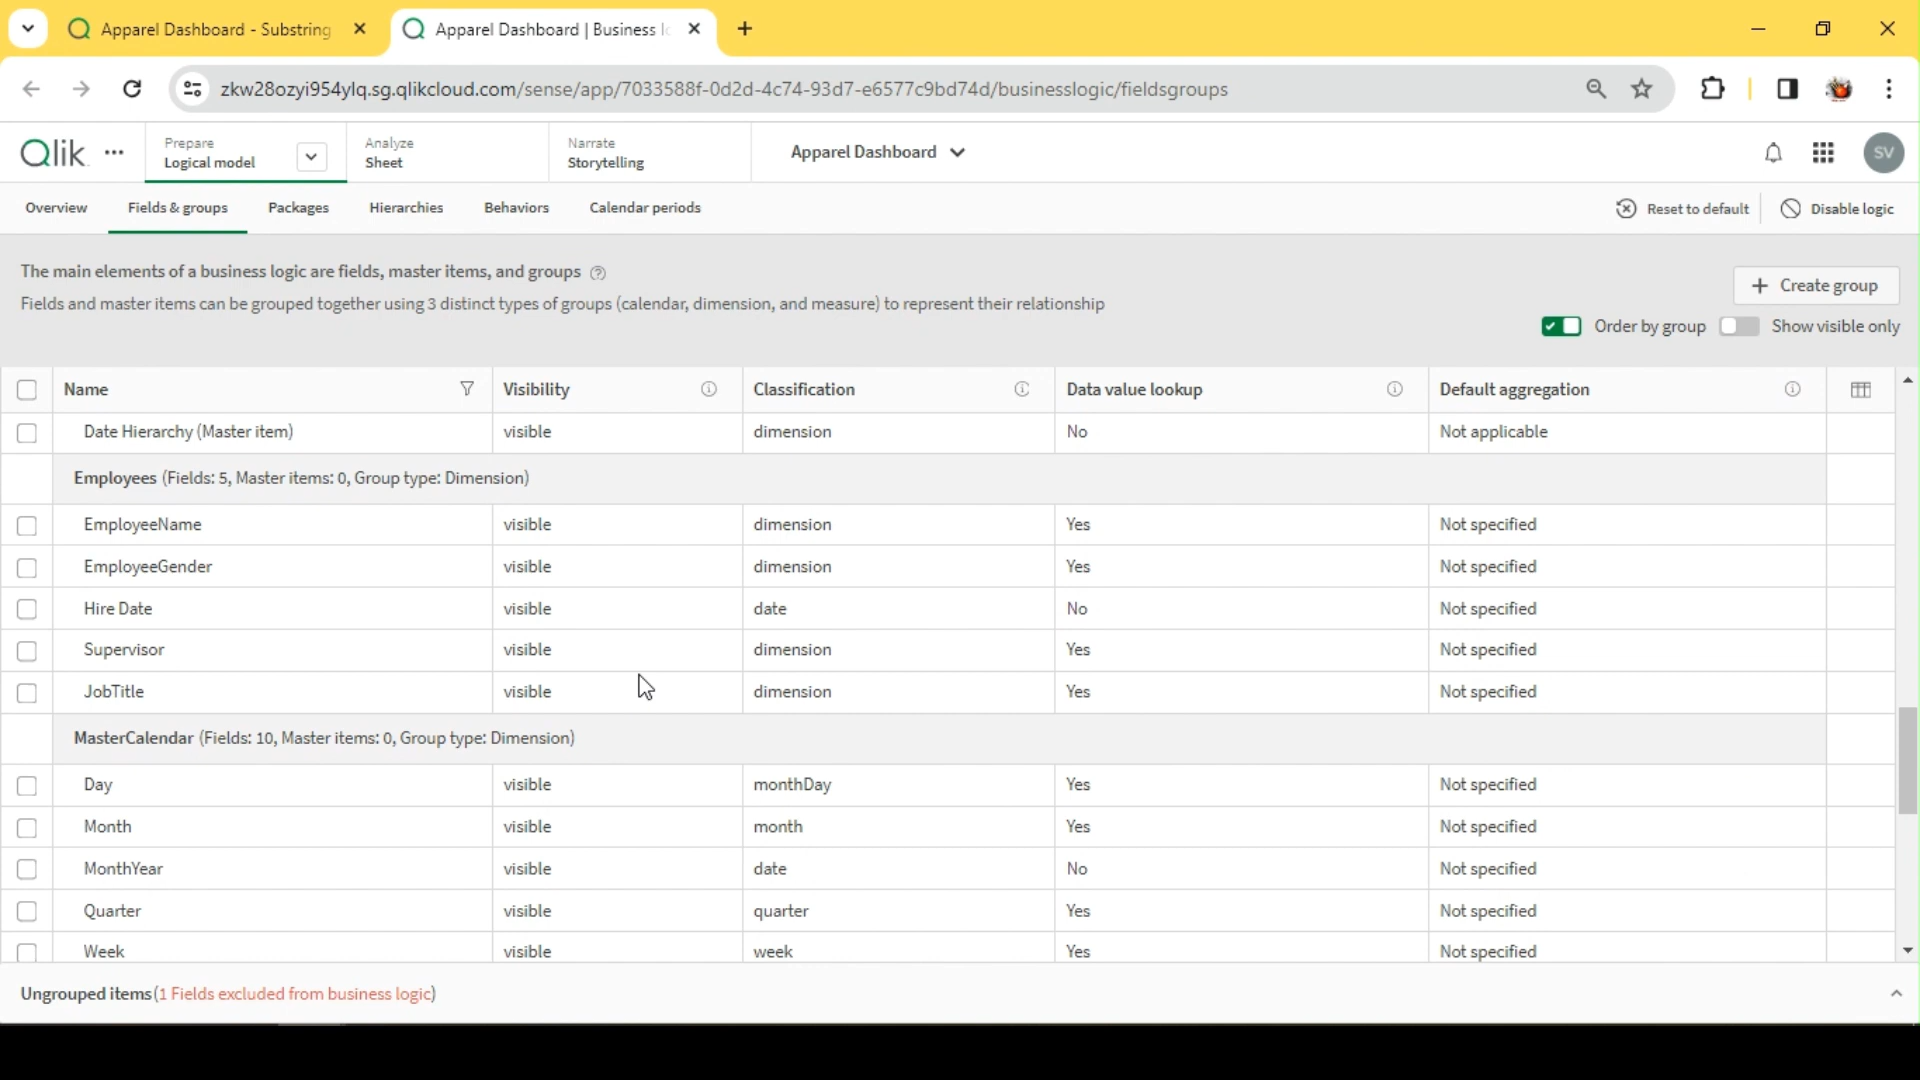 Apparel Dashboard - Substring
Apparel Dashboard | Business lo
zkw28ozyi954ylq.sg.qlikcloud.com/sense/app/7033588f-0d2d-4c74-93d7-e6577c9bd74d/businesslogic/fieldsgroups
Qlik
Prepare
Logical model
Analyze
Sheet
Narrate
Storytelling
Apparel Dashboard
SV
Overview
Fields & groups
Packages
Hierarchies
Behaviors
Calendar periods
Reset to default
Disable logic
The main elements of a business logic are fields, master items, and groups
Fields and master items can be grouped together using 3 distinct types of groups (calendar, dimension, and measure) to represent their relationship
Create group
Order by group
Show visible only
Name Visibility Classification Data value lookup Default aggregation
Date Hierarchy (Master item) visible dimension No Not applicable
Employees (Fields: 5, Master items: 0, Group type: Dimension)
EmployeeName visible dimension Yes Not specified
EmployeeGender visible dimension Yes Not specified
Hire Date visible date No Not specified
Supervisor visible dimension Yes Not specified
JobTitle visible dimension Yes Not specified
MasterCalendar (Fields: 10, Master items: 0, Group type: Dimension)
Day visible monthDay Yes Not specified
Month visible month Yes Not specified
MonthYear visible date No Not specified
Quarter visible quarter Yes Not specified
Week visible week Yes Not specified
Ungrouped items(1 Fields excluded from business logic)